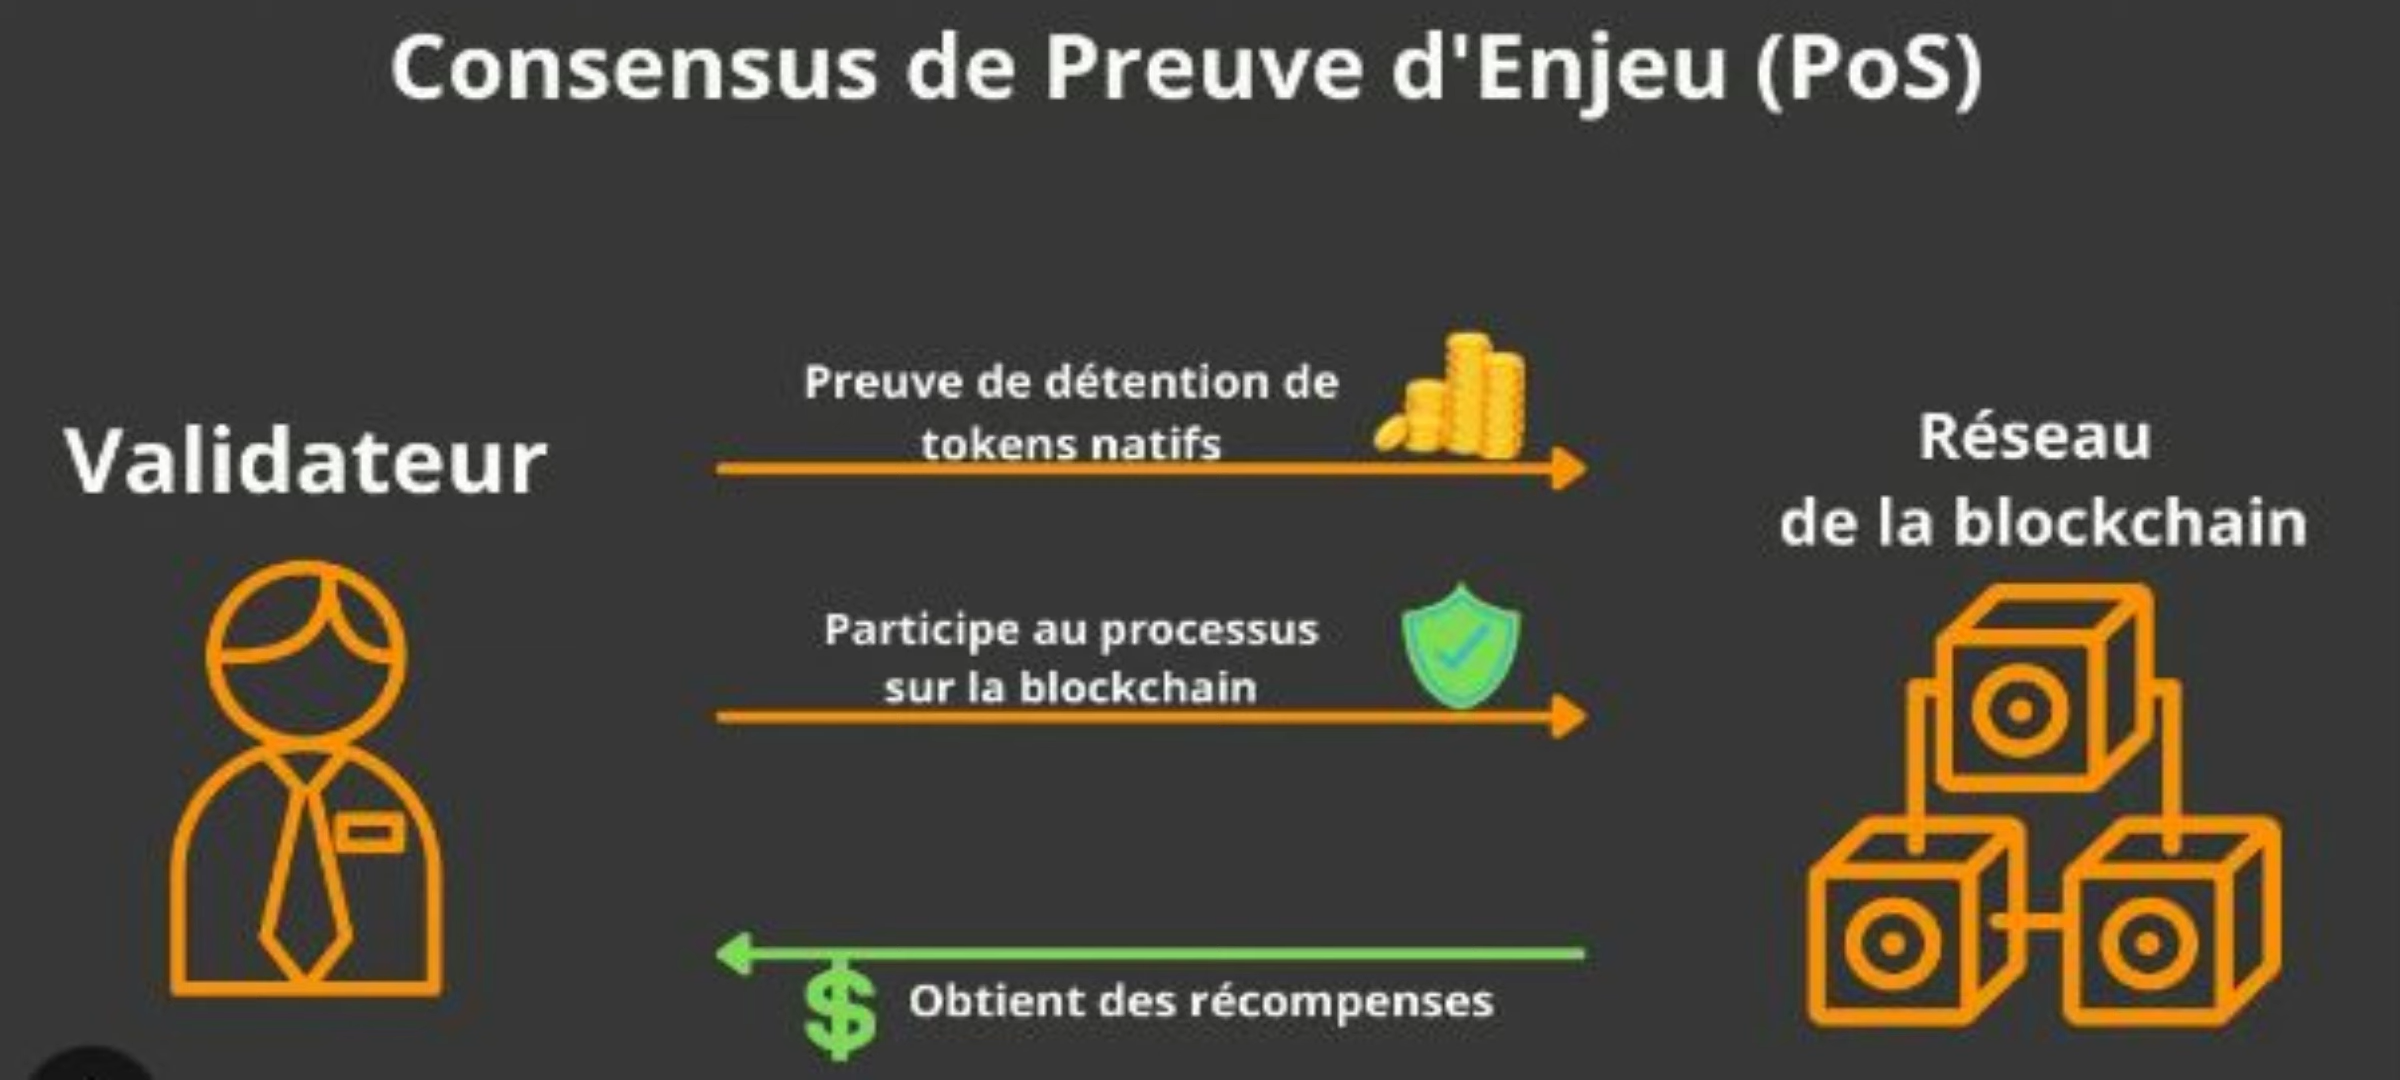 Consensus de Preuve d'Enjeu (PoS)
Validateur
Preuve de détention de
tokens natifs
Participe au processus
sur la blockchain
$ Obtient des récompenses
Réseau
de la blockchain